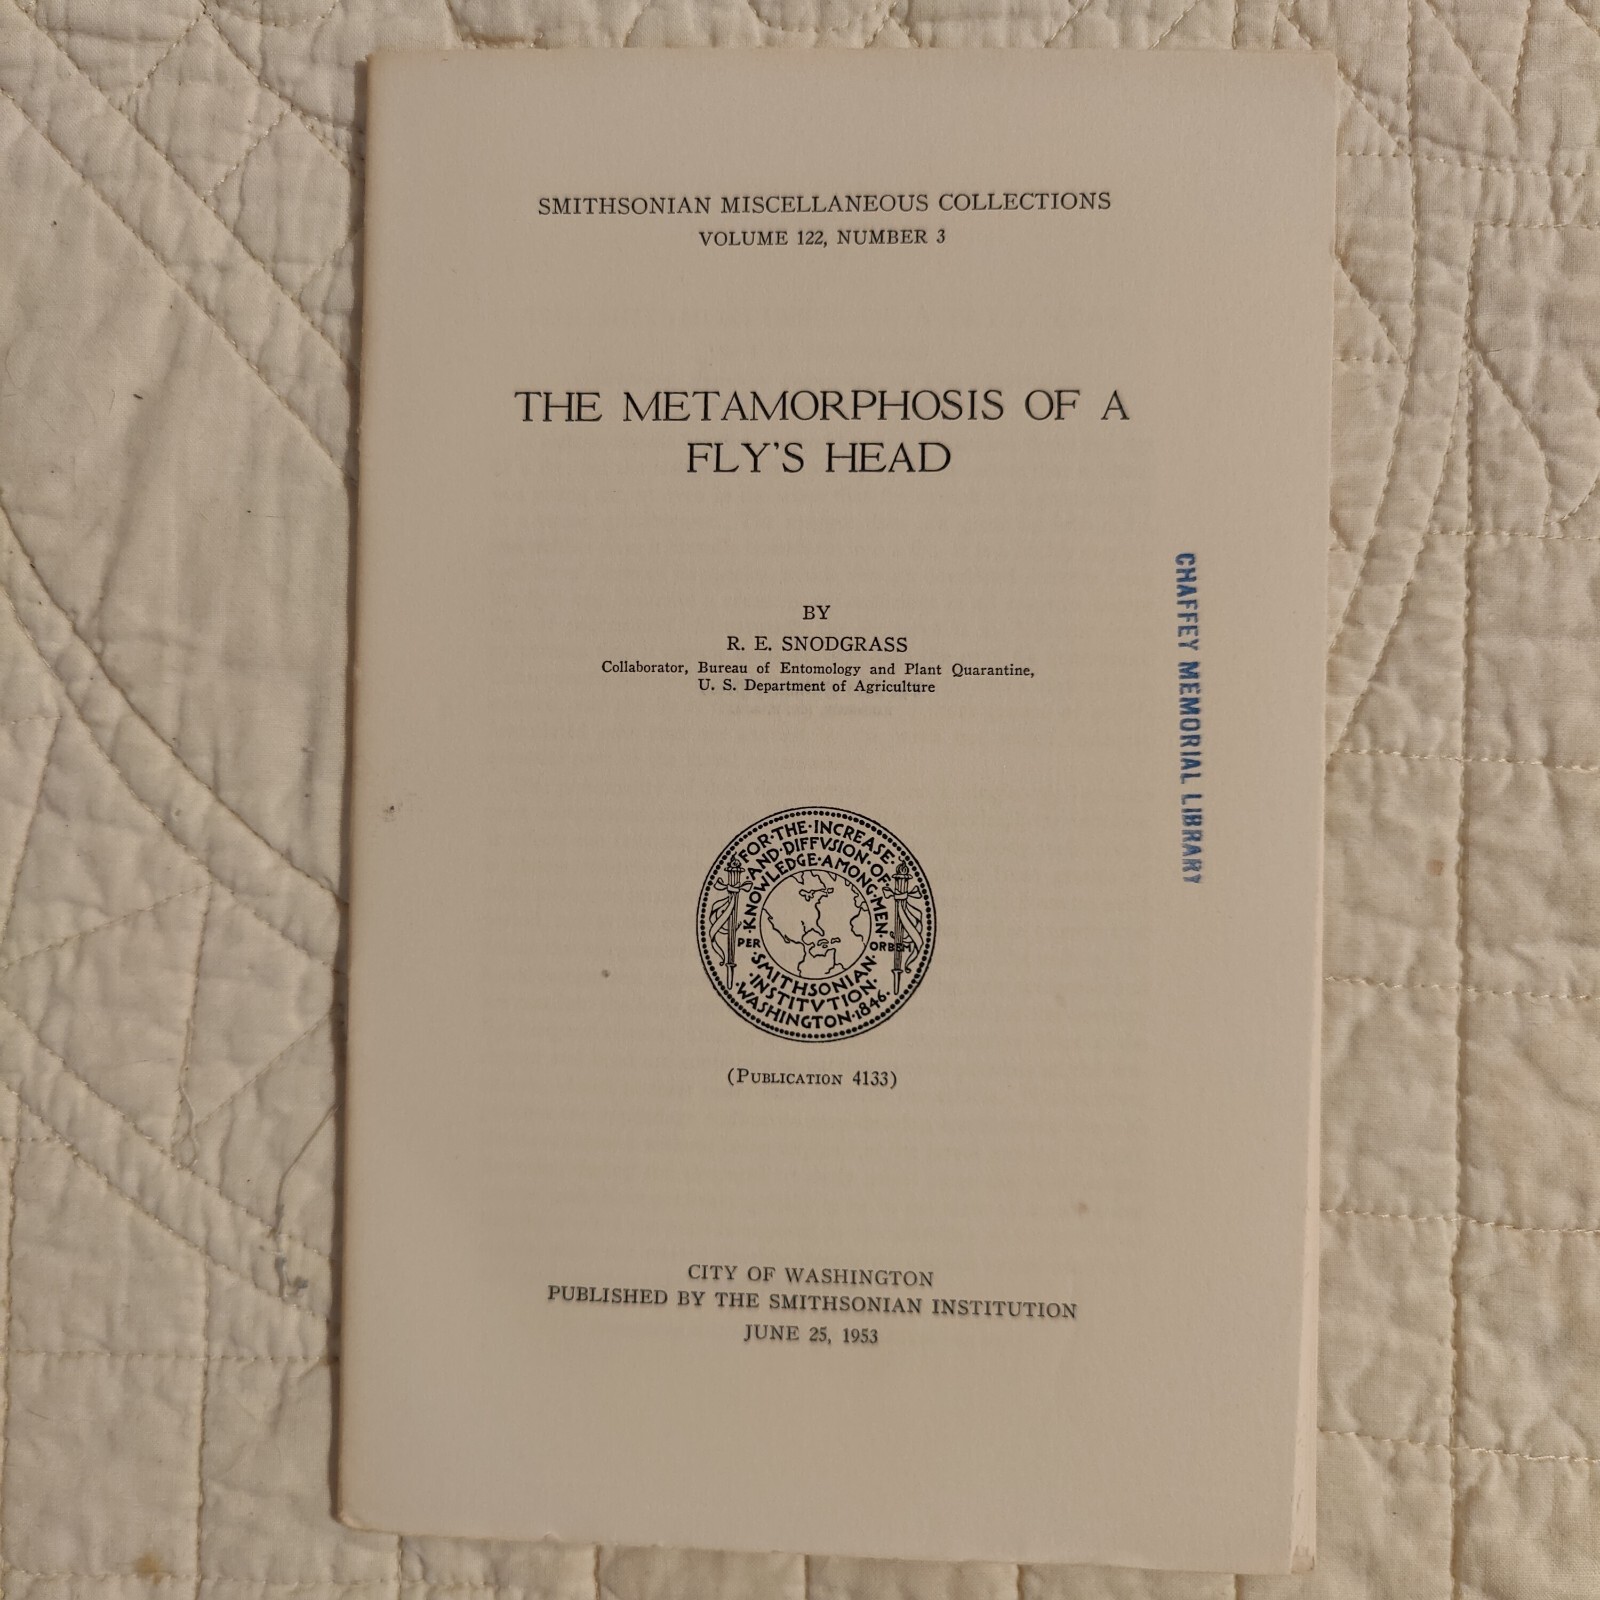 SMITHSONIAN MISCELLANEOUS COLLECTIONS
VOLUME 122, NUMBER 3
THE METAMORPHOSIS OF A
FLY'S HEAD
BY
R. E. SNODGRASS
Collaborator, Bureau of Entomology and Plant Quarantine,
U. S. Department of Agriculture
CHAFFEY MEMORIAL LIBRARY
FOR·THE·INCREASE·
AND·DIFFVSION·OF·
KNOWLEDGE·AMONG·MEN·
PER ORBEM
·SMITHSONIAN·
·INSTITVTION·
·WASHINGTON·1846·
(PUBLICATION 4133)
CITY OF WASHINGTON
PUBLISHED BY THE SMITHSONIAN INSTITUTION
JUNE 25, 1953